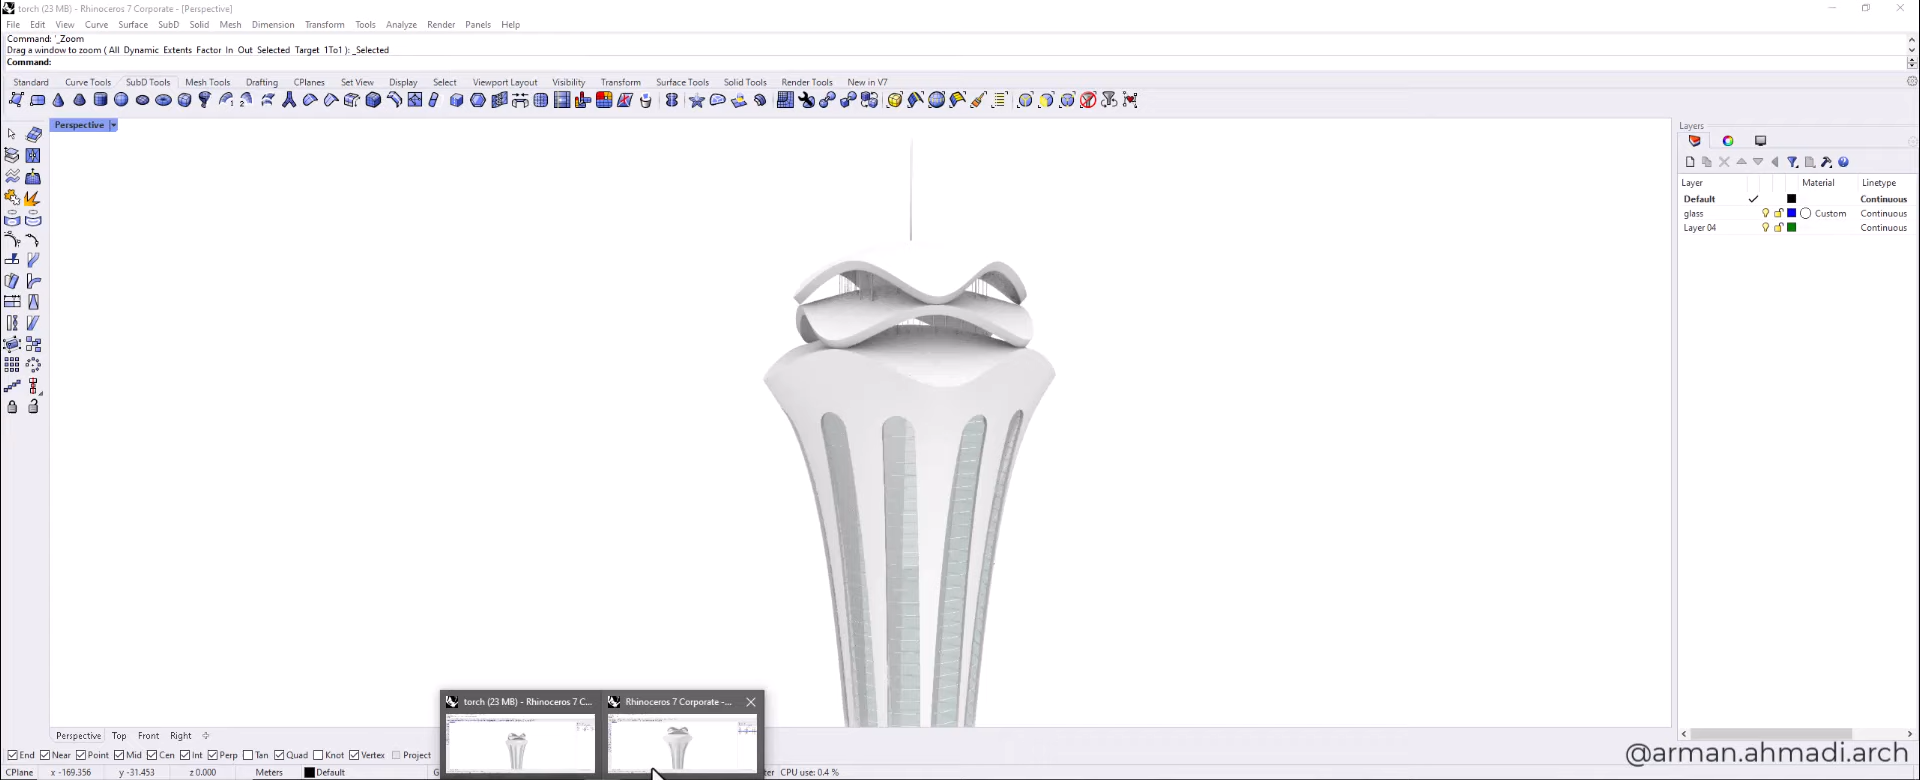 torch (23 MB) - Rhinoceros 7 Corporate - [Perspective]
File Edit View Curve Surface SubD Solid Mesh Dimension Transform Tools Analyze Render Panels Help
Command: '_Zoom
Drag a window to zoom ( All Dynamic Extents Factor In Out Selected Target 1To1 ): _Selected
Command:
Standard Curve Tools SubD Tools Mesh Tools Drafting CPlanes Set View Display Select Viewport Layout Visibility Transform Surface Tools Solid Tools Render Tools New in V7
Perspective
Layers
Layer Material Linetype
Default Continuous
glass Custom Continuous
Layer 04 Continuous
torch (23 MB) - Rhinoceros 7 C... Rhinoceros 7 Corporate -...
Perspective Top Front Right
End Near Point Mid Cen Int Perp Tan Quad Knot Vertex Project
@arman.ahmadi.arch
CPlane x -169.356 y -31.453 z 0.000 Meters Default CPU use: 0.4 %